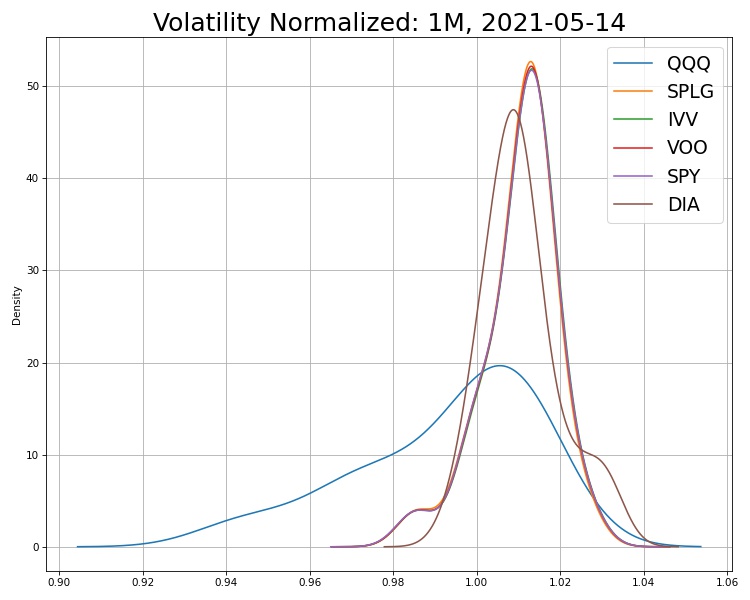 Volatility Normalized: 1M, 2021-05-14
QQQ
SPLG
IVV
VOO
SPY
DIA
Density
50
40
30
20
10
0
0.90 0.92 0.94 0.96 0.98 1.00 1.02 1.04 1.06